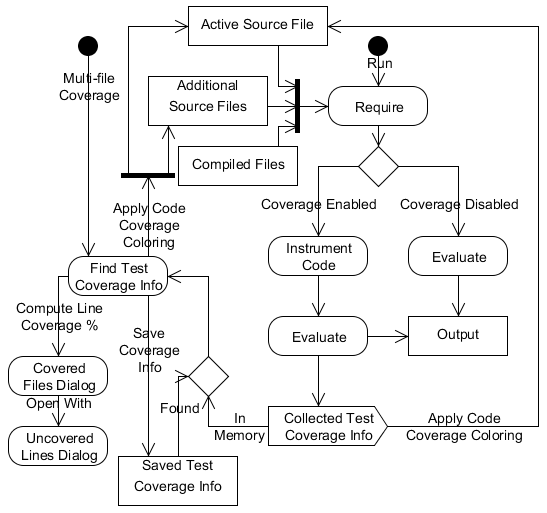 Active Source File
Run
Multi-file
Coverage
Additional
Source Files
Require
Compiled Files
Apply Code
Coverage
Coloring
Coverage Enabled
Coverage Disabled
Instrument
Code
Evaluate
Find Test
Coverage Info
Compute Line
Coverage %
Save
Coverage
Info
Evaluate
Output
Covered
Files Dialog
Open With
Found
In
Memory
Collected Test
Coverage Info
Apply Code
Coverage Coloring
Uncovered
Lines Dialog
Saved Test
Coverage Info